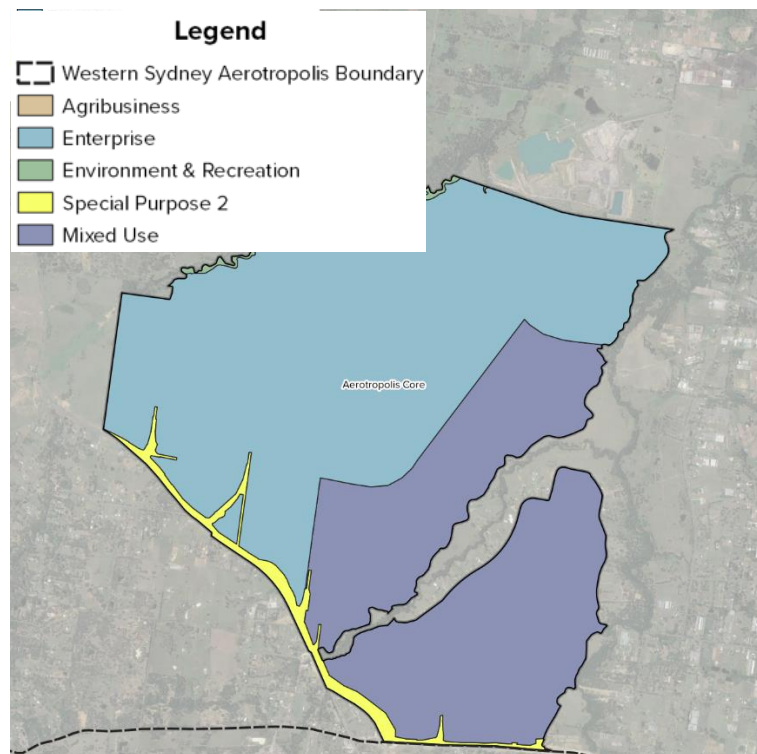 Legend
Western Sydney Aerotropolis Boundary
Agribusiness
Enterprise
Environment & Recreation
Special Purpose 2
Mixed Use
Aerotropolis Core